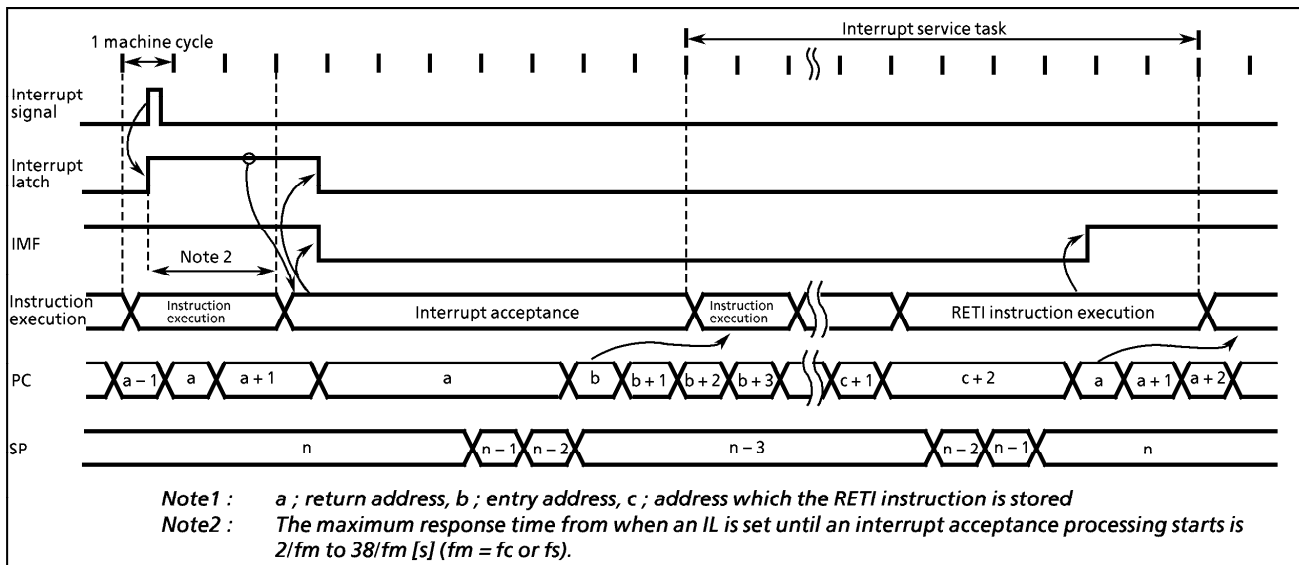 1 machine cycle
Interrupt service task
Interrupt
signal
Interrupt
latch
IMF
Note 2
Instruction
execution
Instruction
execution
Interrupt acceptance
Instruction
execution
RETI instruction execution
PC
a – 1
a
a + 1
a
b
b + 1
b + 2
b + 3
c + 1
c + 2
a
a + 1
a + 2
SP
n
n – 1
n – 2
n – 3
n – 2
n – 1
n
Note1 : a ; return address, b ; entry address, c ; address which the RETI instruction is stored
Note2 : The maximum response time from when an IL is set until an interrupt acceptance processing starts is
2/fm to 38/fm [s] (fm = fc or fs).